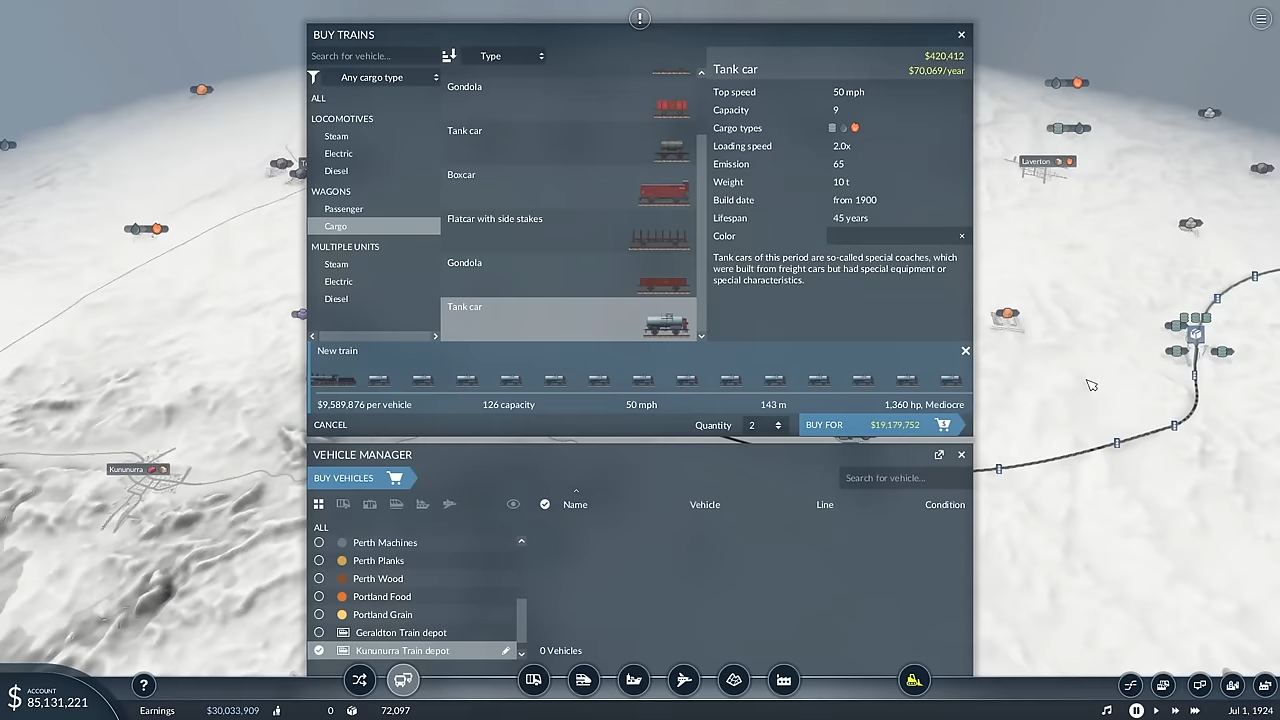 BUY TRAINS
Search for vehicle...
Type
Any cargo type
ALL
LOCOMOTIVES
Steam
Electric
Diesel
WAGONS
Passenger
Cargo
MULTIPLE UNITS
Steam
Electric
Diesel
Gondola
Tank car
Boxcar
Flatcar with side stakes
Gondola
Tank car
Tank car
$420,412
$70,069/year
Top speed 50 mph
Capacity 9
Cargo types
Loading speed 2.0x
Emission 65
Weight 10 t
Build date from 1900
Lifespan 45 years
Color
Tank cars of this period are so-called special coaches, which
were built from freight cars but had special equipment or
special characteristics.
New train
$9,589,876 per vehicle 126 capacity 50 mph 143 m 1,360 hp, Mediocre
CANCEL Quantity 2 BUY FOR $19,179,752
VEHICLE MANAGER
BUY VEHICLES
Search for vehicle...
Name Vehicle Line Condition
ALL
Perth Machines
Perth Planks
Perth Wood
Portland Food
Portland Grain
Geraldton Train depot
Kununurra Train depot
0 Vehicles
Laverton
Kununurra
ACCOUNT
$ 85,131,221
?
Earnings $30,033,909 0 72,097
Jul 1, 1924